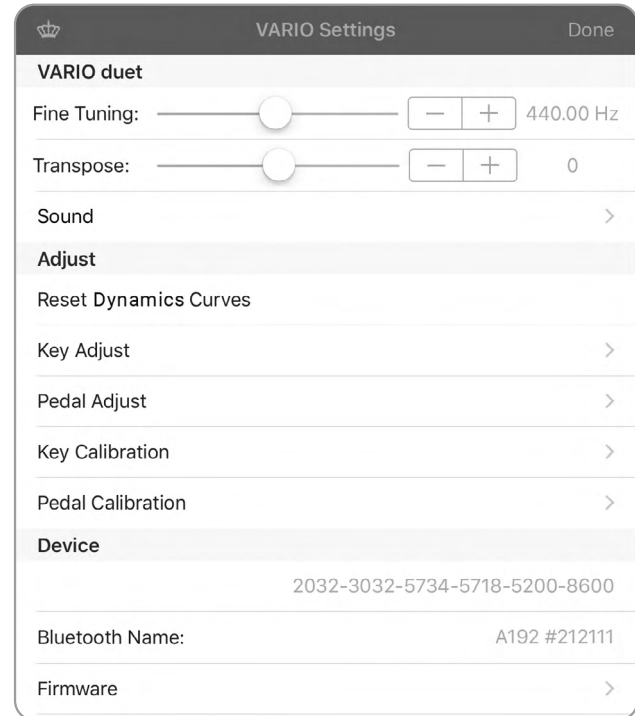 VARIO Settings Done
VARIO duet
Fine Tuning: − + 440.00 Hz
Transpose: − + 0
Sound >
Adjust
Reset Dynamics Curves
Key Adjust >
Pedal Adjust >
Key Calibration >
Pedal Calibration >
Device
2032-3032-5734-5718-5200-8600
Bluetooth Name: A192 #212111
Firmware >